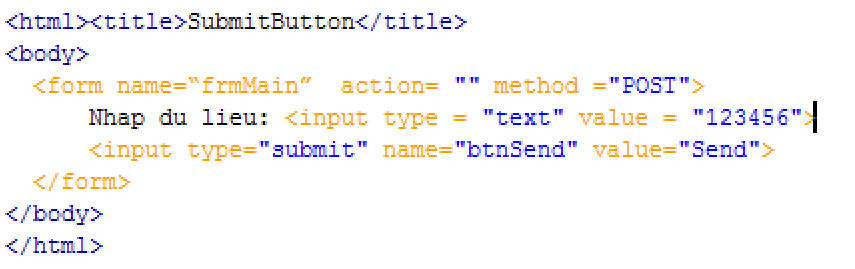 <html><title>SubmitButton</title>
<body>
<form name=“frmMain”  action= "" method ="POST">
Nhap du lieu: <input type = "text" value = "123456">
<input type="submit" name="btnSend" value="Send">
</form>
</body>
</html>